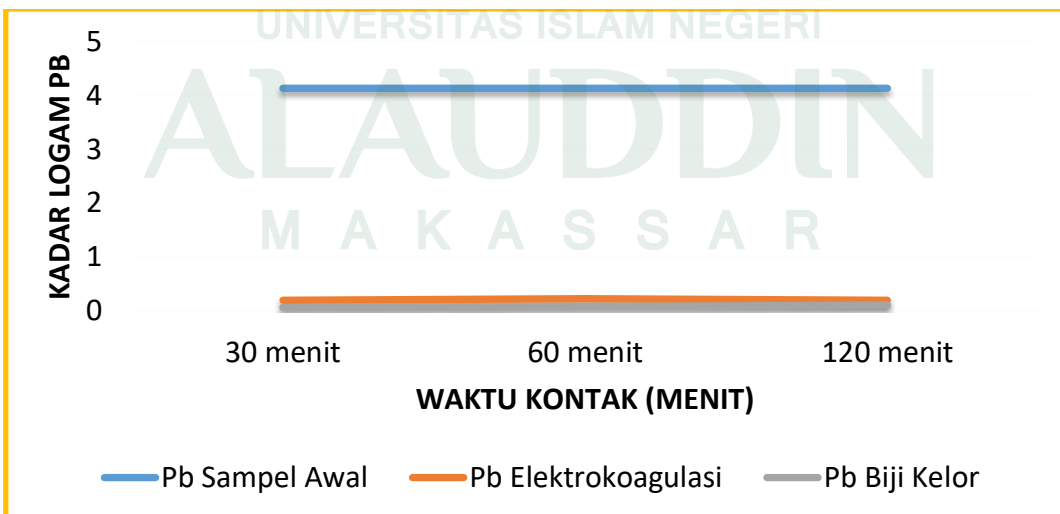 UNIVERSITAS ISLAM NEGERI
ALAUDDIN
MAKASSAR
KADAR LOGAM PB
5
4
3
2
1
0
30 menit 60 menit 120 menit
WAKTU KONTAK (MENIT)
Pb Sampel Awal Pb Elektrokoagulasi Pb Biji Kelor